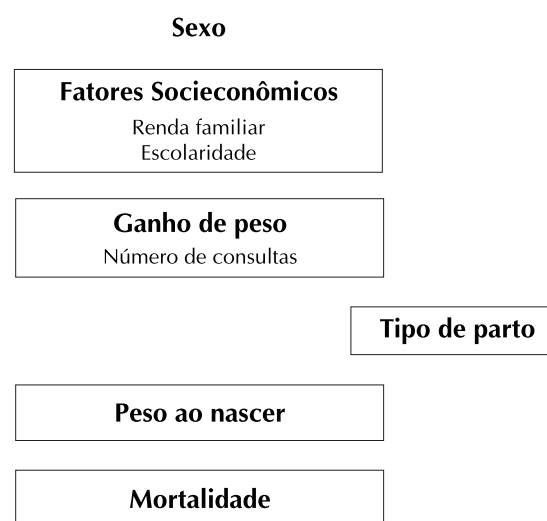 Sexo
Fatores Socieconômicos
Renda familiar
Escolaridade
Ganho de peso
Número de consultas
Tipo de parto
Peso ao nascer
Mortalidade